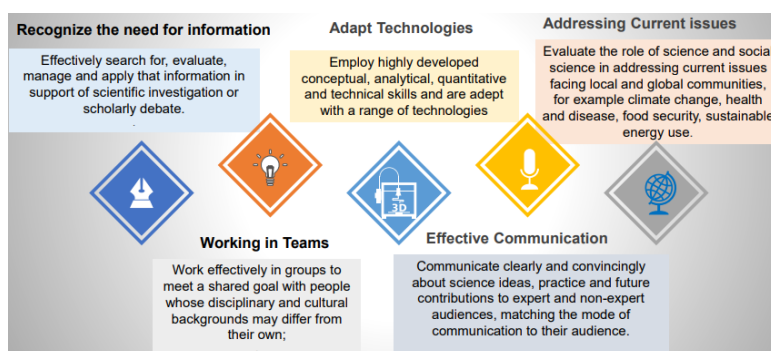 Recognize the need for information
Effectively search for, evaluate,
manage and apply that information in
support of scientific investigation or
scholarly debate.
.
Adapt Technologies
Employ highly developed
conceptual, analytical, quantitative
and technical skills and are adept
with a range of technologies
Addressing Current issues
Evaluate the role of science and social
science in addressing current issues
facing local and global communities,
for example climate change, health
and disease, food security, sustainable
energy use.
3D
Working in Teams
Work effectively in groups to
meet a shared goal with people
whose disciplinary and cultural
backgrounds may differ from
their own;
Effective Communication
Communicate clearly and convincingly
about science ideas, practice and future
contributions to expert and non-expert
audiences, matching the mode of
communication to their audience.